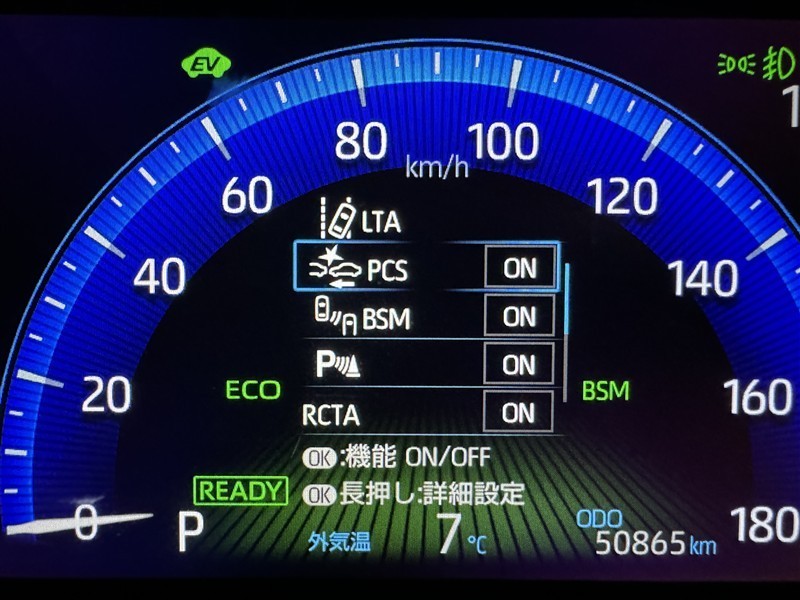 EV
80
100
km/h
60
120
LTA
40
PCS ON
140
BSM ON
P ON
20
ECO
BSM
160
RCTA ON
OK:機能 ON/OFF
READY
OK長押し:詳細設定
0
P
外気温 7℃
ODO
50865km
180